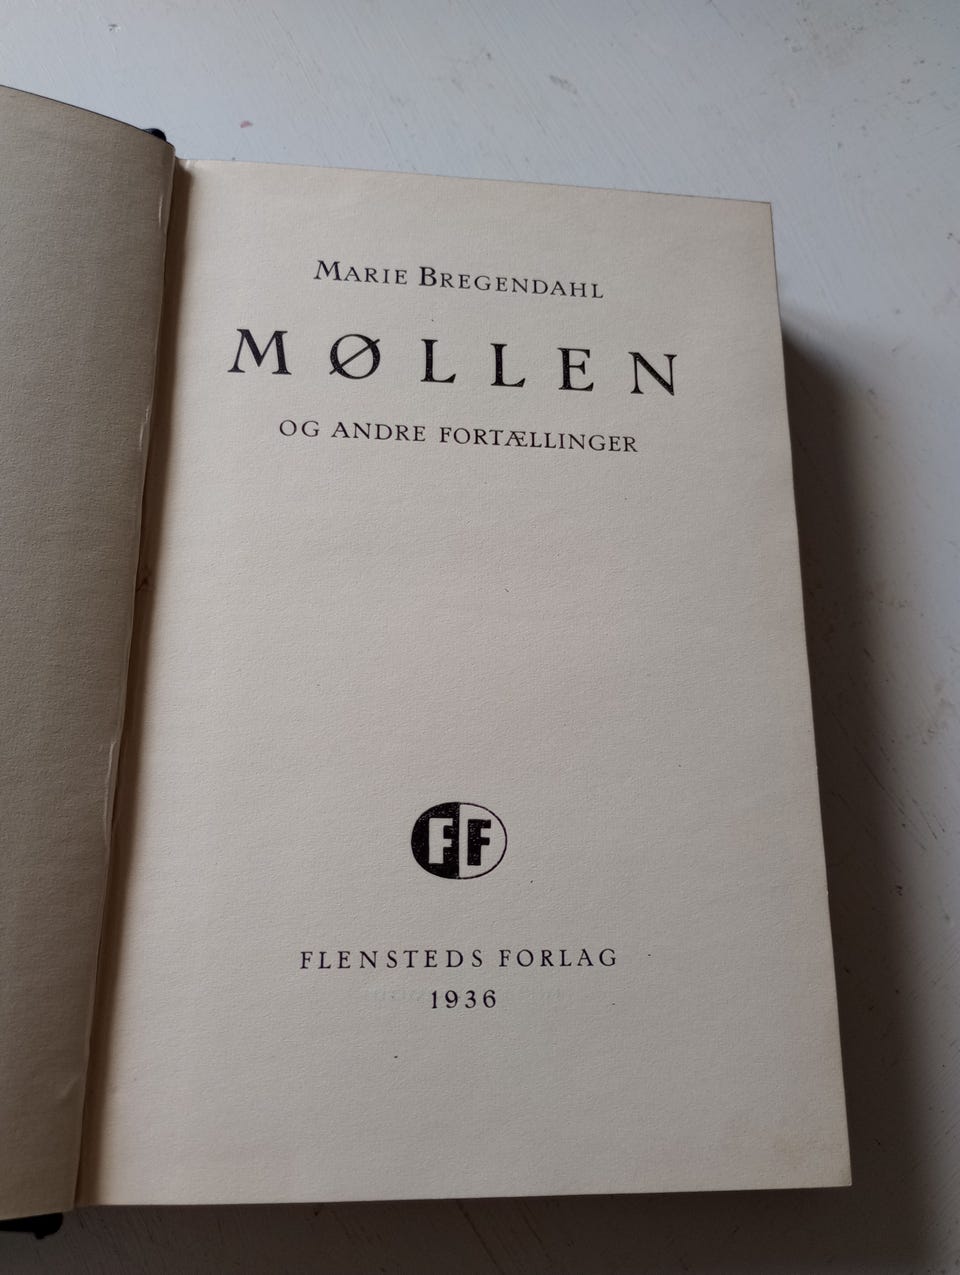 MARIE BREGENDAHL
MØLLEN
OG ANDRE FORTÆLLINGER
FF
FLENSTEDS FORLAG
1936